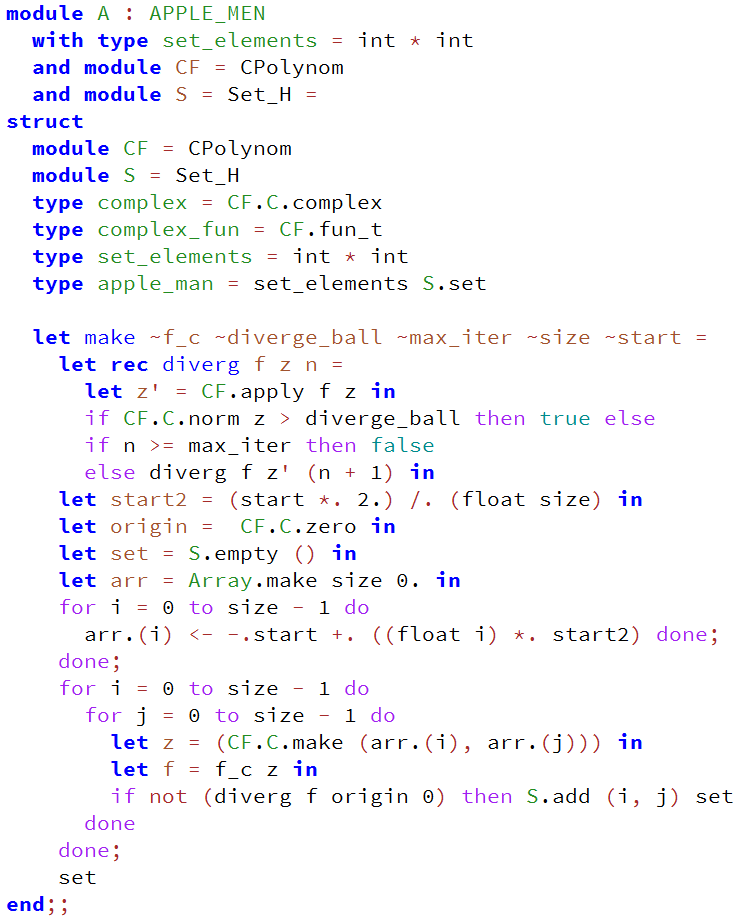 module A : APPLE_MEN
  with type set_elements = int * int
  and module CF = CPolynom
  and module S = Set_H =
struct
  module CF = CPolynom
  module S = Set_H
  type complex = CF.C.complex
  type complex_fun = CF.fun_t
  type set_elements = int * int
  type apple_man = set_elements S.set

  let make ~f_c ~diverge_ball ~max_iter ~size ~start =
    let rec diverg f z n =
      let z' = CF.apply f z in
      if CF.C.norm z > diverge_ball then true else
      if n >= max_iter then false
      else diverg f z' (n + 1) in
    let start2 = (start *. 2.) /. (float size) in
    let origin =  CF.C.zero in
    let set = S.empty () in
    let arr = Array.make size 0. in
    for i = 0 to size - 1 do
      arr.(i) <- -.start +. ((float i) *. start2) done;
    done;
    for i = 0 to size - 1 do
      for j = 0 to size - 1 do
        let z = (CF.C.make (arr.(i), arr.(j))) in
        let f = f_c z in
        if not (diverg f origin 0) then S.add (i, j) set
      done
    done;
    set
end;;